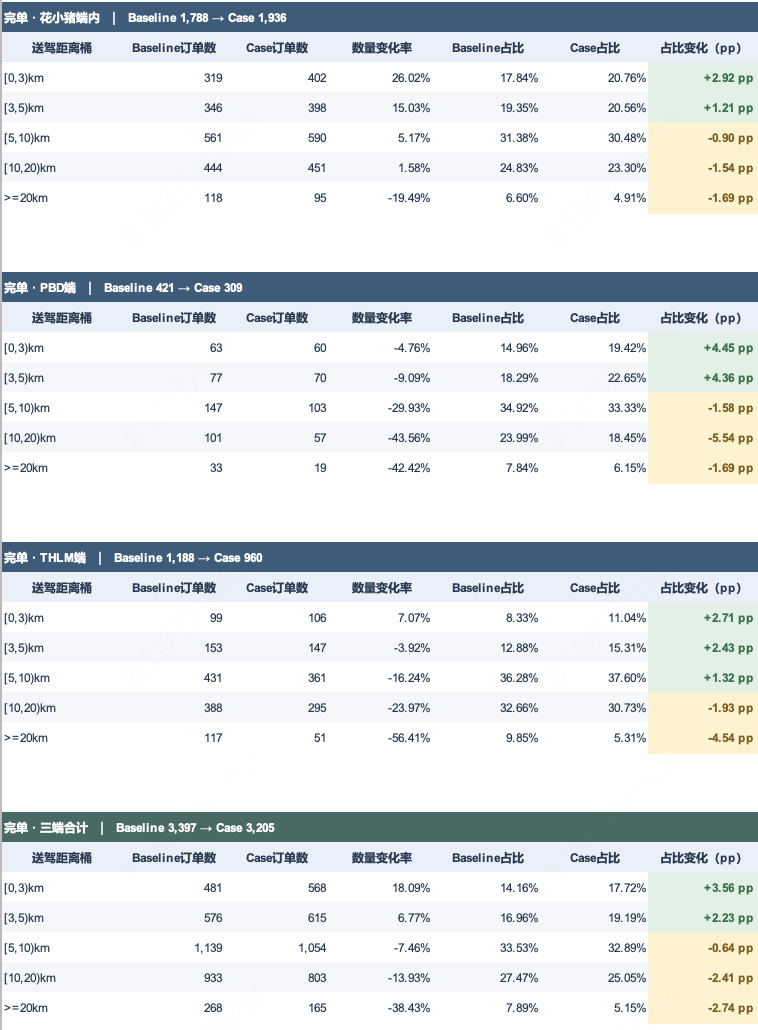 完单 · 花小猪端内 | Baseline 1,788 → Case 1,936
送驾距离桶 Baseline订单数 Case订单数 数量变化率 Baseline占比 Case占比 占比变化（pp）
[0,3)km 319 402 26.02% 17.84% 20.76% +2.92 pp
[3,5)km 346 398 15.03% 19.35% 20.56% +1.21 pp
[5,10)km 561 590 5.17% 31.38% 30.48% -0.90 pp
[10,20)km 444 451 1.58% 24.83% 23.30% -1.54 pp
>=20km 118 95 -19.49% 6.60% 4.91% -1.69 pp
完单 · PBD端 | Baseline 421 → Case 309
送驾距离桶 Baseline订单数 Case订单数 数量变化率 Baseline占比 Case占比 占比变化（pp）
[0,3)km 63 60 -4.76% 14.96% 19.42% +4.45 pp
[3,5)km 77 70 -9.09% 18.29% 22.65% +4.36 pp
[5,10)km 147 103 -29.93% 34.92% 33.33% -1.58 pp
[10,20)km 101 57 -43.56% 23.99% 18.45% -5.54 pp
>=20km 33 19 -42.42% 7.84% 6.15% -1.69 pp
完单 · THLM端 | Baseline 1,188 → Case 960
送驾距离桶 Baseline订单数 Case订单数 数量变化率 Baseline占比 Case占比 占比变化（pp）
[0,3)km 99 106 7.07% 8.33% 11.04% +2.71 pp
[3,5)km 153 147 -3.92% 12.88% 15.31% +2.43 pp
[5,10)km 431 361 -16.24% 36.28% 37.60% +1.32 pp
[10,20)km 388 295 -23.97% 32.66% 30.73% -1.93 pp
>=20km 117 51 -56.41% 9.85% 5.31% -4.54 pp
完单 · 三端合计 | Baseline 3,397 → Case 3,205
送驾距离桶 Baseline订单数 Case订单数 数量变化率 Baseline占比 Case占比 占比变化（pp）
[0,3)km 481 568 18.09% 14.16% 17.72% +3.56 pp
[3,5)km 576 615 6.77% 16.96% 19.19% +2.23 pp
[5,10)km 1,139 1,054 -7.46% 33.53% 32.89% -0.64 pp
[10,20)km 933 803 -13.93% 27.47% 25.05% -2.41 pp
>=20km 268 165 -38.43% 7.89% 5.15% -2.74 pp